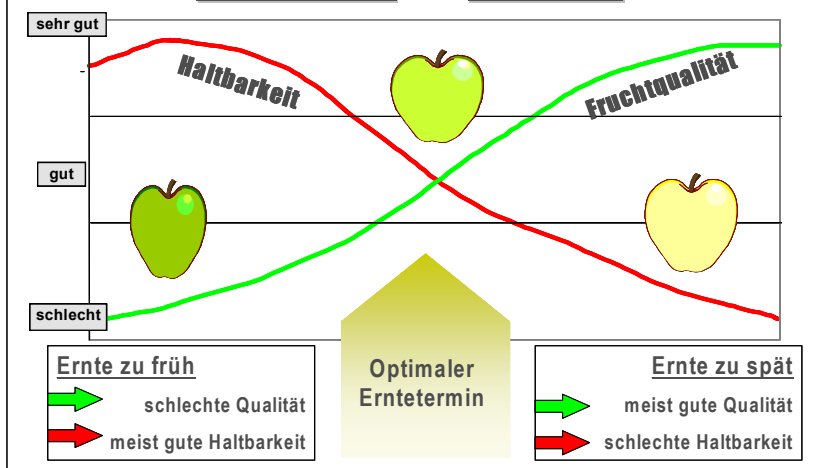 sehr gut
-
Haltbarkeit
Fruchtqualität
gut
schlecht
Ernte zu früh
schlechte Qualität
meist gute Haltbarkeit
Optimaler
Erntetermin
Ernte zu spät
meist gute Qualität
schlechte Haltbarkeit